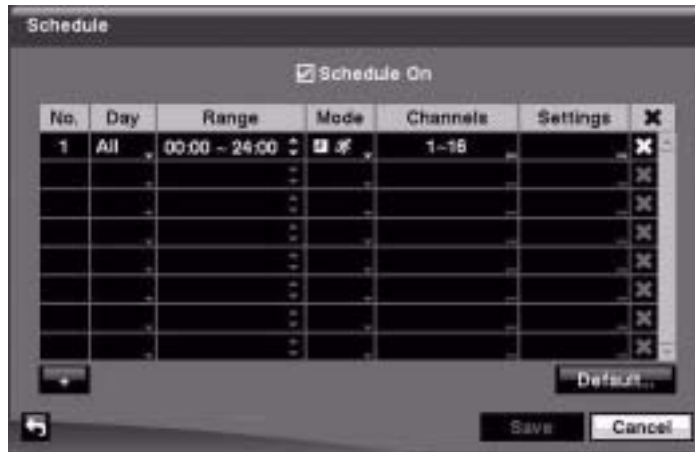 Schedule
Schedule On
No. Day Range Mode Channels Settings
1 All 00:00 ~ 24:00 1~16
+
Default...
Save Cancel